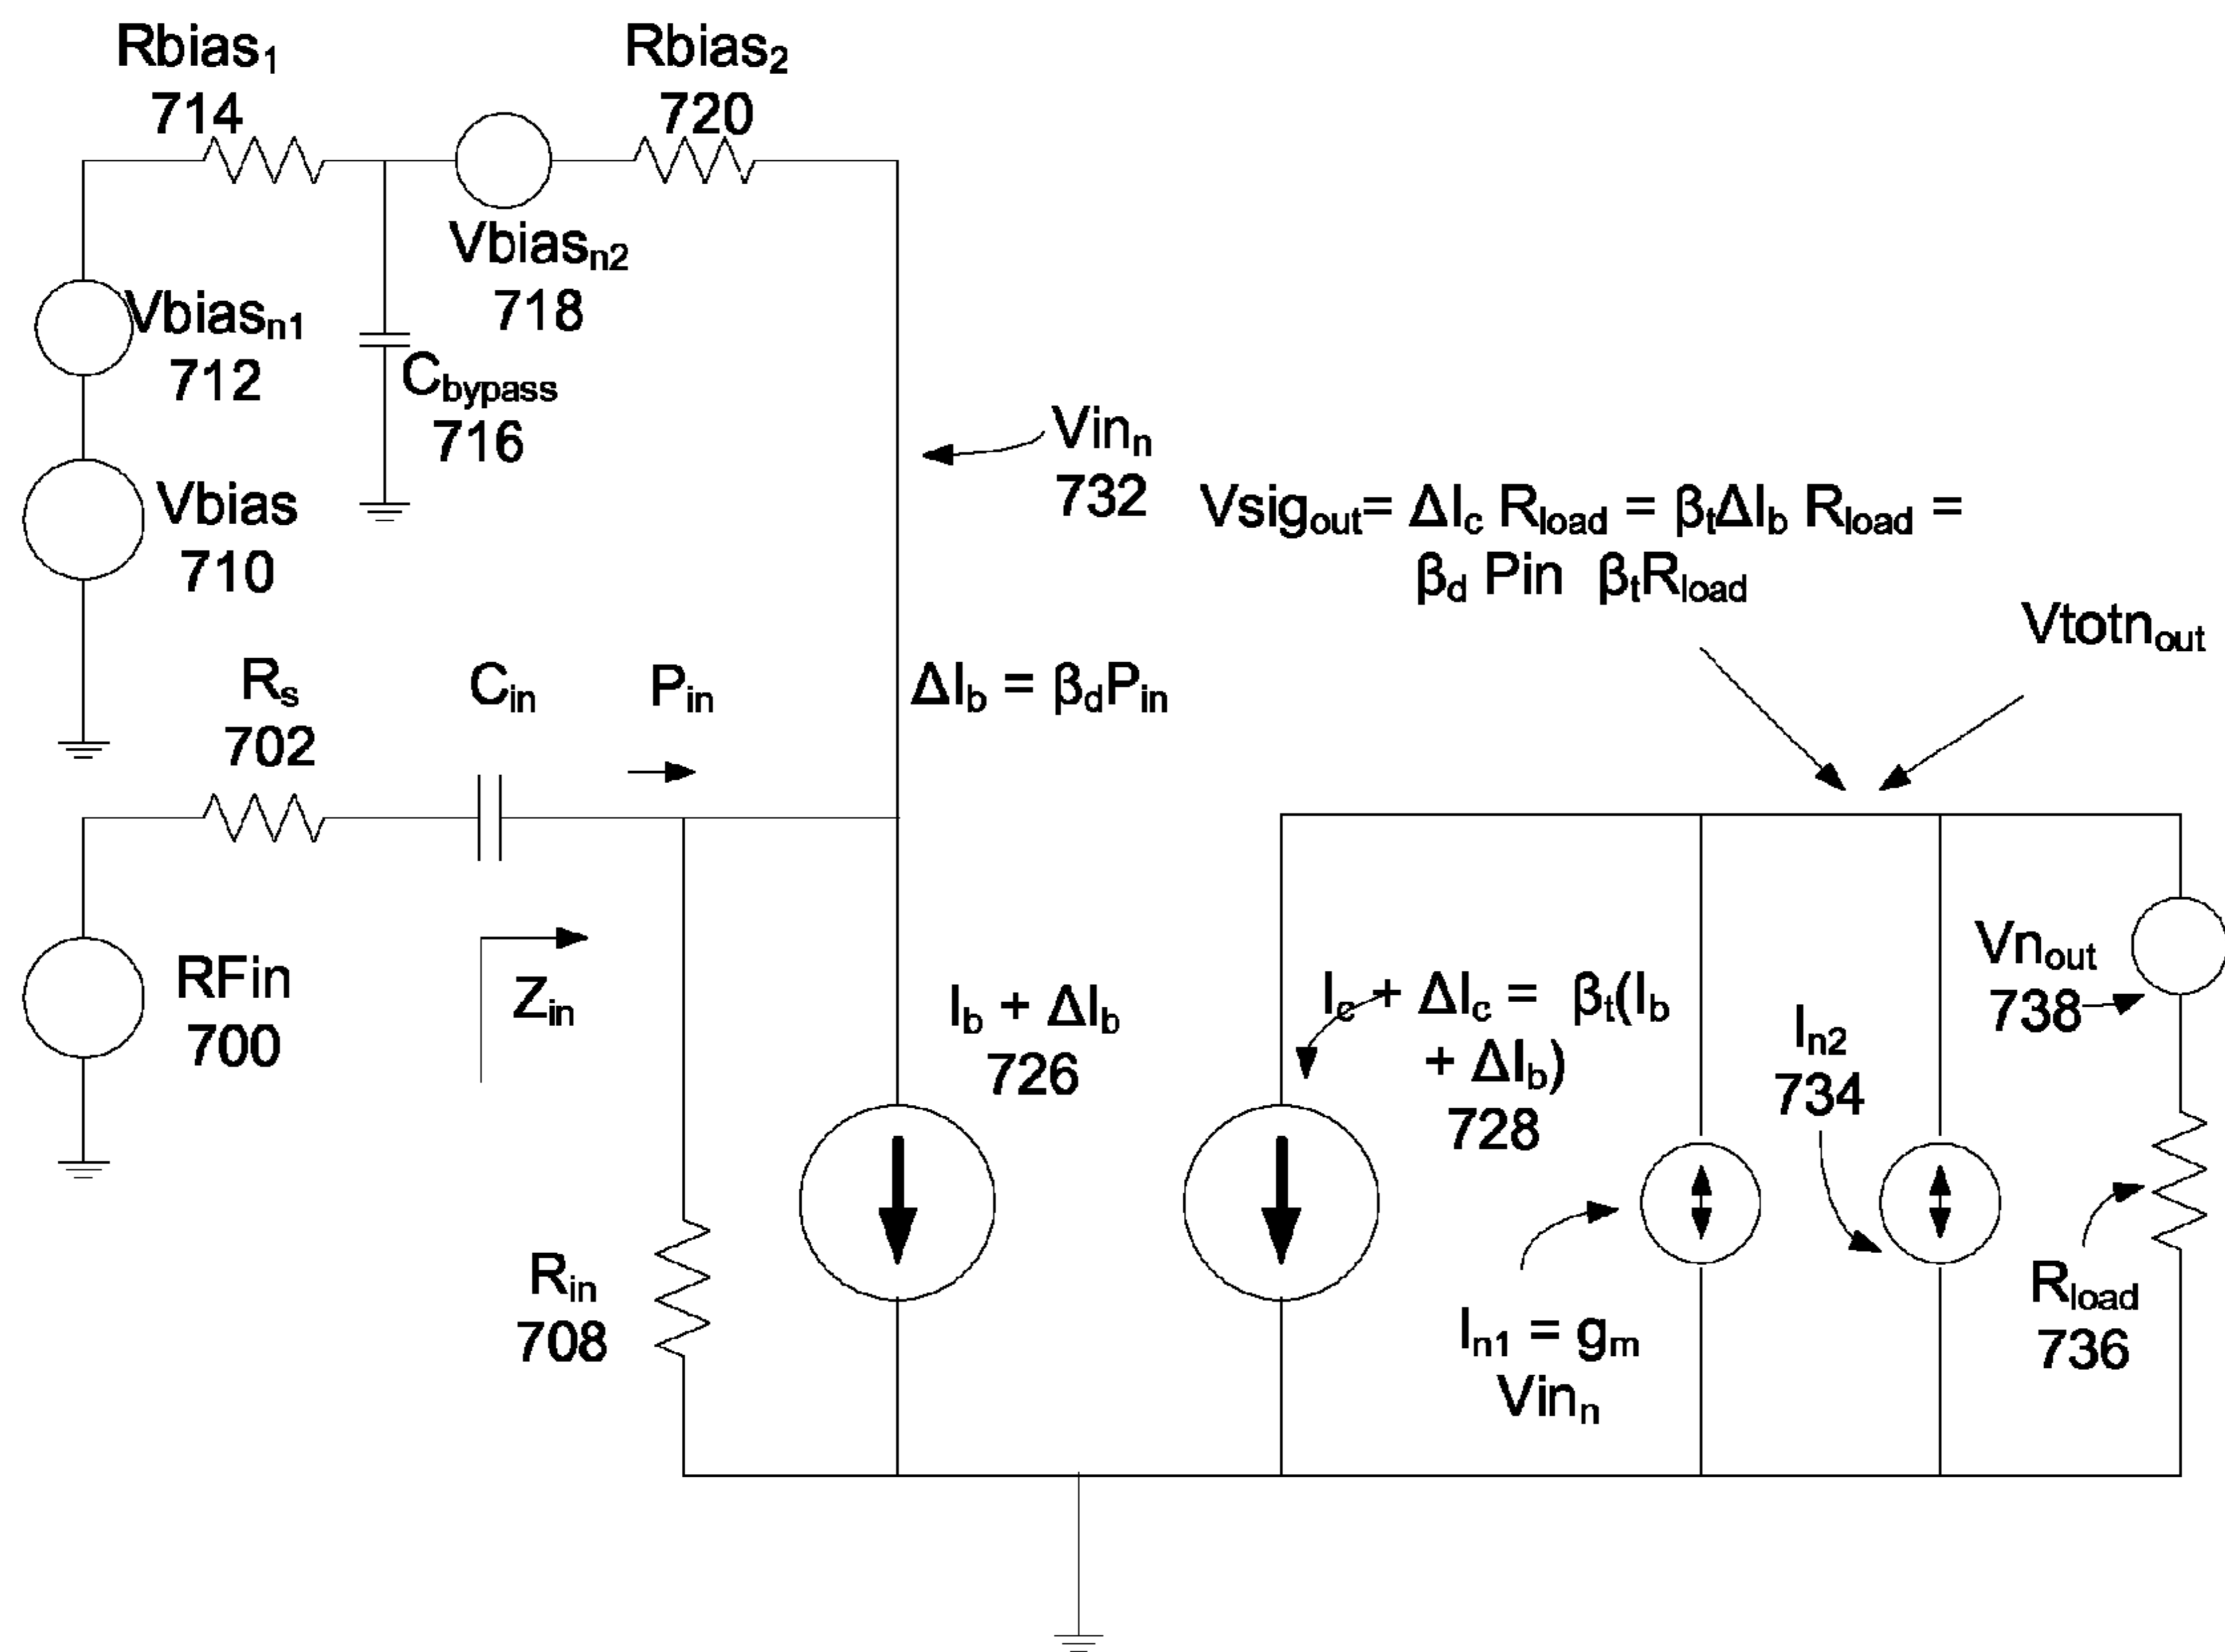 Rbias1
714
Rbias2
720
Vbiasn2
718
Vbiasn1
712
Cbypass
716
Vinn
732
Vbias
710
Vsigout= ΔIc Rload = βtΔIb Rload =
βd Pin βtRload
Vtotnout
Rs
702
Cin
Pin
ΔIb = βdPin
RFin
700
Zin
Ib + ΔIb
726
Ic + ΔIc = βt(Ib
+ ΔIb)
728
In2
734
Vnout
738
Rin
708
In1 = gm
Vinn
Rload
736